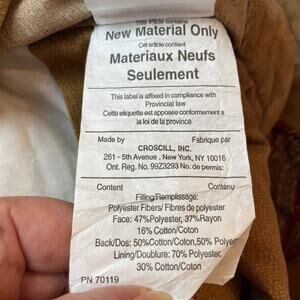 This article contains
New Material Only
Cet article contient
Materiaux Neufs
Seulement
This label is affixed in compliance with
Provincial law
Cette etiquette est apposee conformement a
la loi de la province
Made by Fabrique par
CROSCILL, INC.
261 - 5th Avenue , New York, NY 10016
Ont. Reg. No. 99Z3293 No. de permis:
Content Contenu
Filling/Remplissage:
Polyester Fibers/ Fibres de polyester
Face: 47%Polyester, 37%Rayon
16% Cotton/Coton
Back/Dos: 50%Cotton/Coton,50% Polyester
Lining/Doublure: 70% Polyester,
30% Cotton/Coton
PN 70119